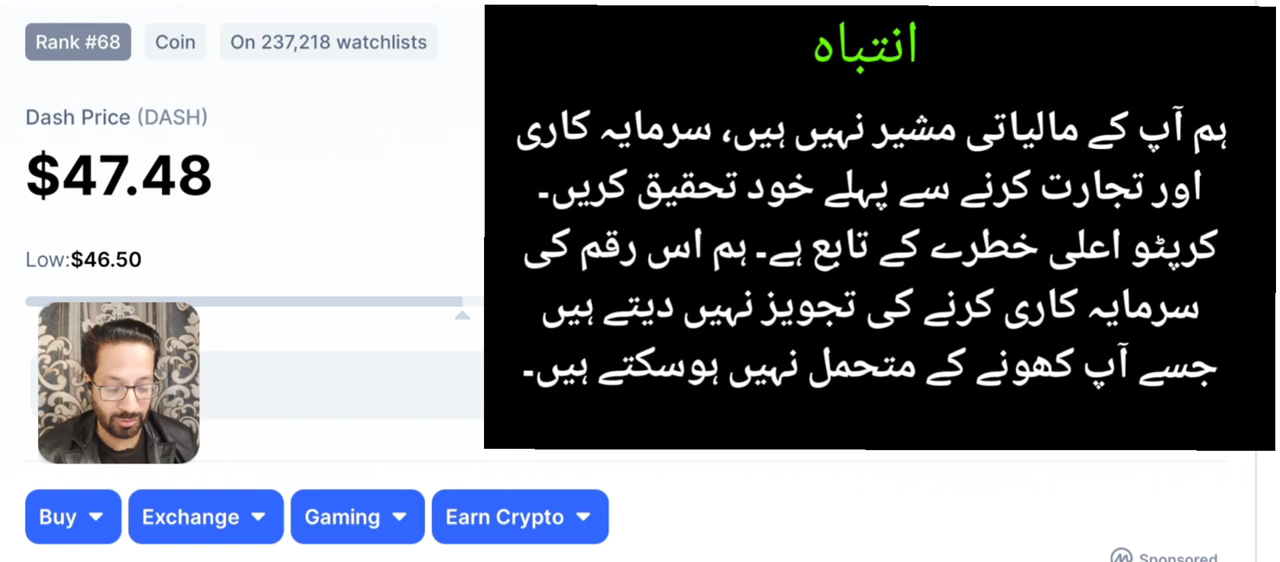 Rank #68 Coin On 237,218 watchlists
Dash Price (DASH)
$47.48
Low:$46.50
Buy Exchange Gaming Earn Crypto
Sponsored
انتباہ
ہم آپ کے مالیاتی مشیر نہیں ہیں، سرمایہ کاری
اور تجارت کرنے سے پہلے خود تحقیق کریں۔
کرپٹو اعلی خطرے کے تابع ہے۔ ہم اس رقم کی
سرمایہ کاری کرنے کی تجویز نہیں دیتے ہیں
جسے آپ کھونے کے متحمل نہیں ہوسکتے ہیں۔